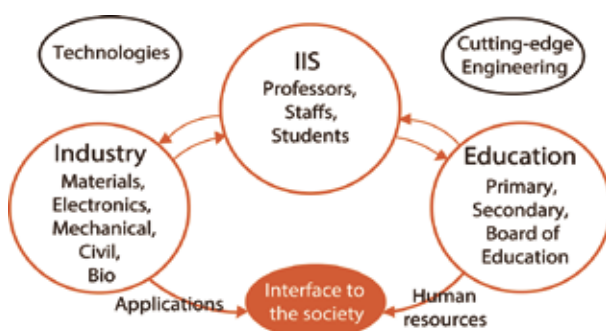 Technologies
Cutting-edge
Engineering
IIS
Professors,
Staffs,
Students
Industry
Materials,
Electronics,
Mechanical,
Civil,
Bio
Education
Primary,
Secondary,
Board of
Education
Applications
Interface to
the society
Human
resources